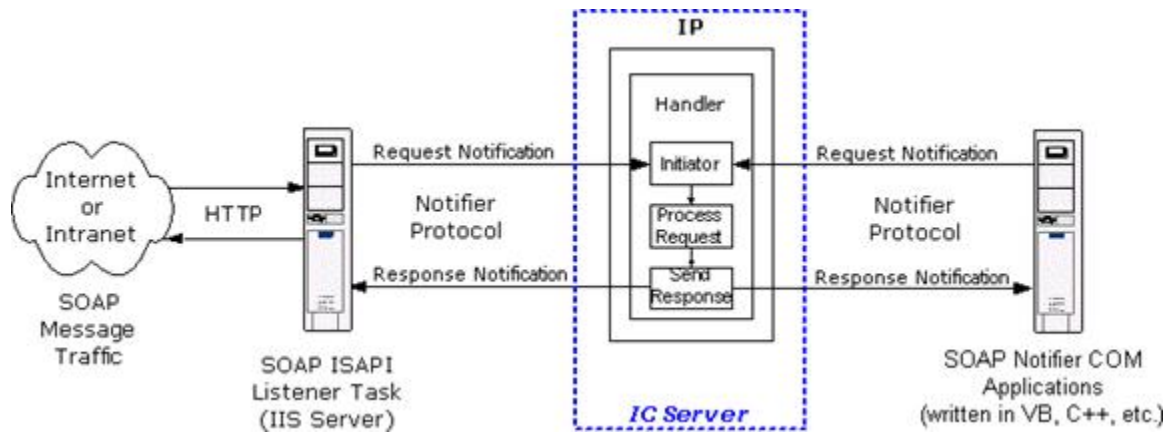 IP
Handler
Request Notification
Initiator
Request Notification
Internet
or
Intranet
HTTP
Notifier
Protocol
Process
Request
Notifier
Protocol
Response Notification
Send
Response
Response Notification
SOAP
Message
Traffic
SOAP ISAPI
Listener Task
(IIS Server)
IC Server
SOAP Notifier COM
Applications
(written in VB, C++, etc.)